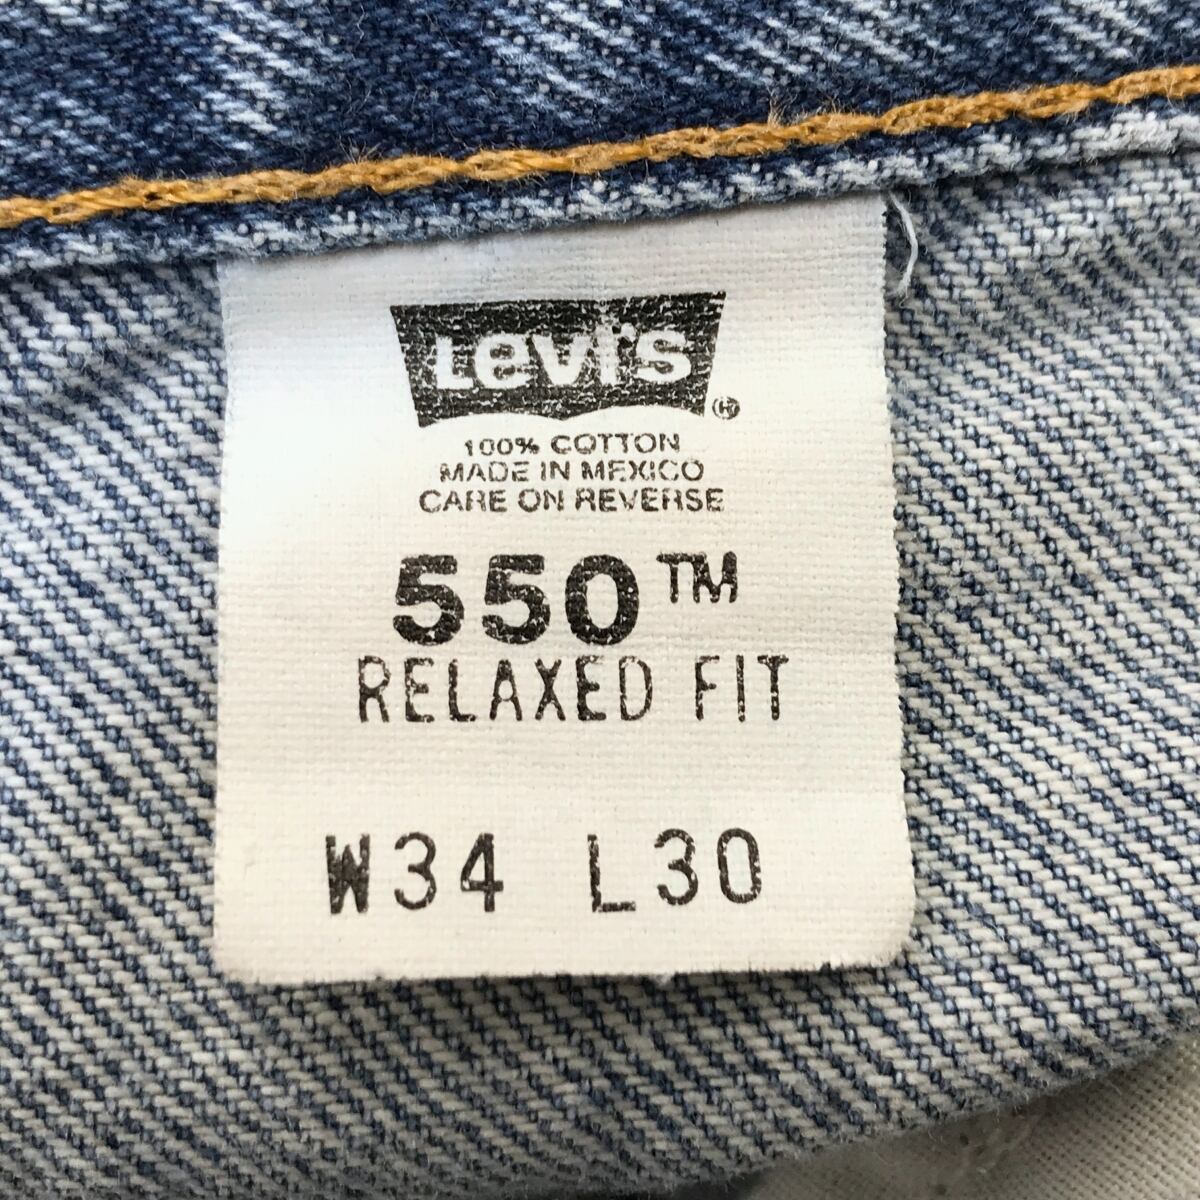 Levi's®
100% COTTON
MADE IN MEXICO
CARE ON REVERSE
550™
RELAXED FIT
W34 L30